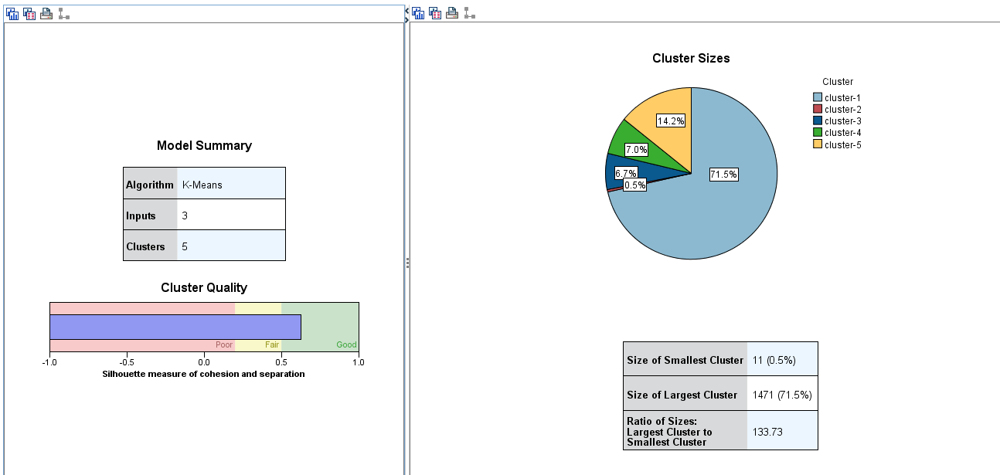 Model Summary
Algorithm K-Means
Inputs 3
Clusters 5
Cluster Quality
Poor Fair Good
-1.0 -0.5 0.0 0.5 1.0
Silhouette measure of cohesion and separation
Cluster Sizes
Cluster
cluster-1
cluster-2
cluster-3
cluster-4
cluster-5
14.2%
7.0%
6.7%
71.5%
0.5%
Size of Smallest Cluster 11 (0.5%)
Size of Largest Cluster 1471 (71.5%)
Ratio of Sizes:
Largest Cluster to 133.73
Smallest Cluster